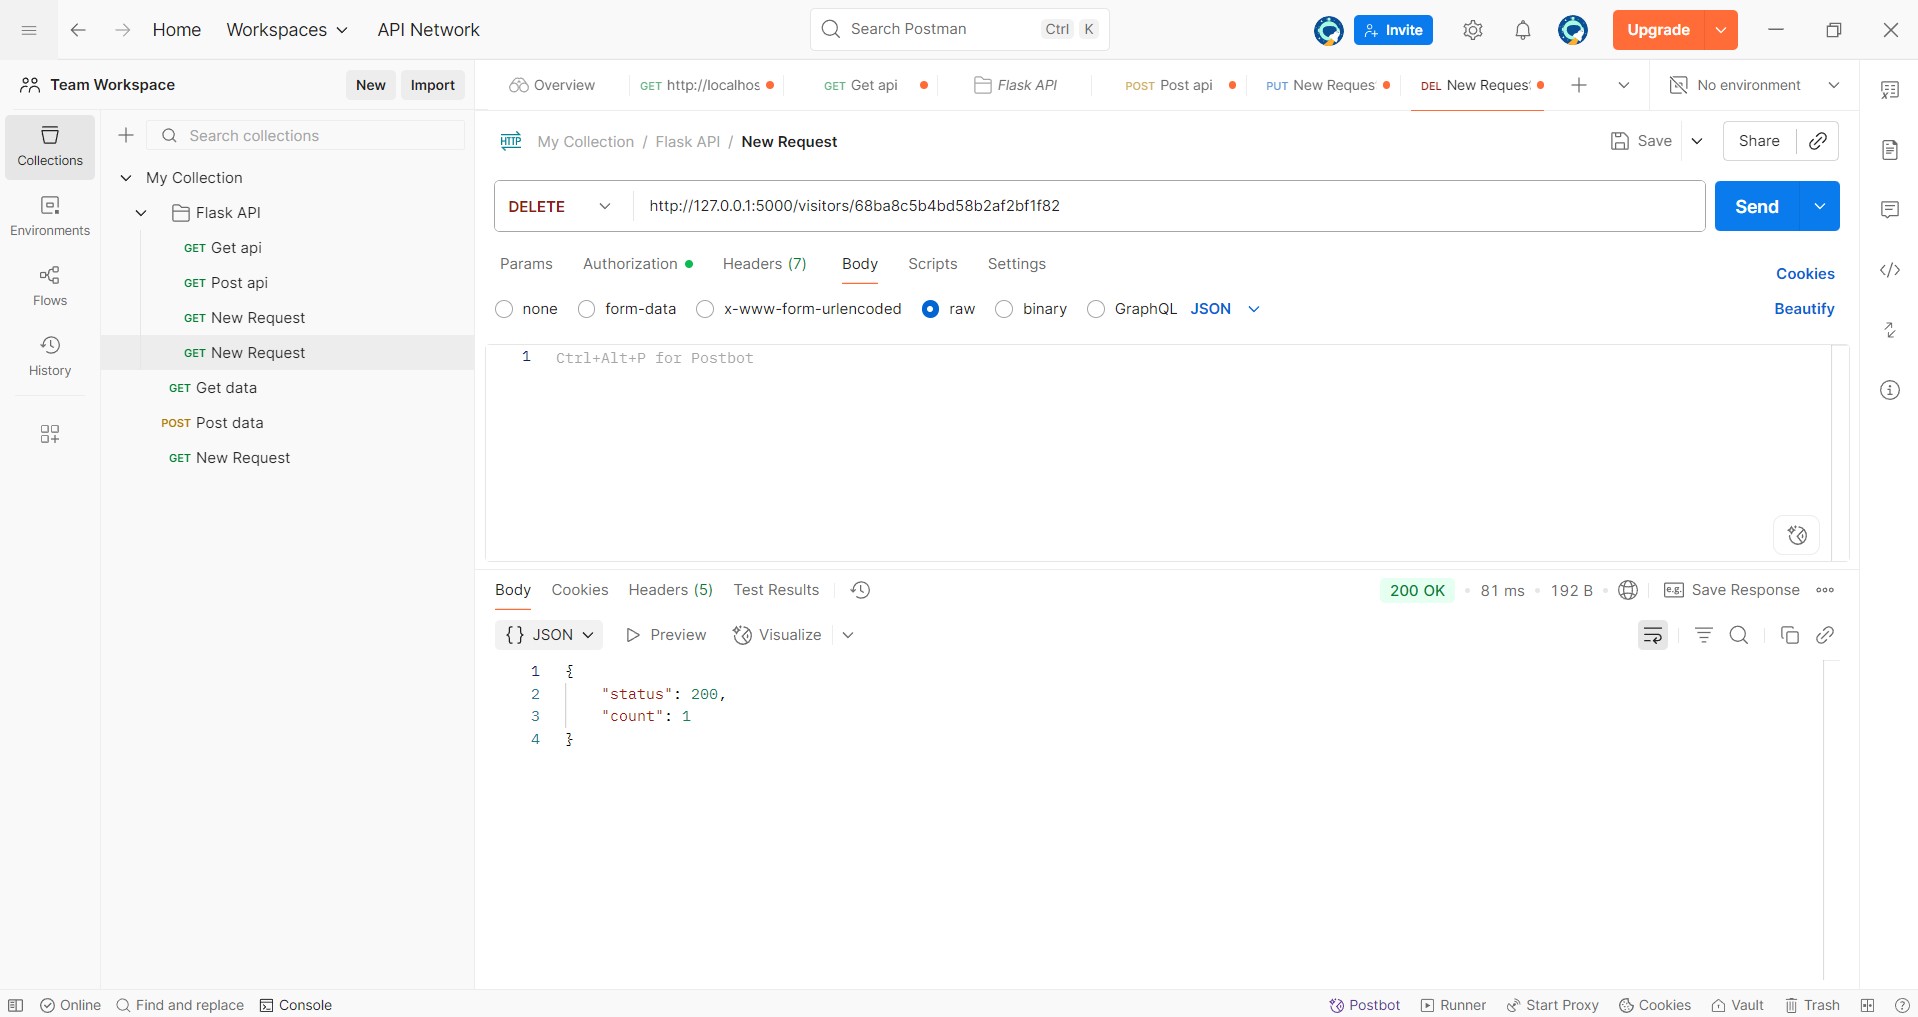 Home Workspaces API Network Search Postman Ctrl K Invite Upgrade
Team Workspace New Import
Overview GET http://localhos GET Get api Flask API POST Post api PUT New Reques DEL New Reques No environment
Collections
Environments
Flows
History
Search collections
My Collection
Flask API
GET Get api
GET Post api
GET New Request
GET New Request
GET Get data
POST Post data
GET New Request
HTTP My Collection / Flask API / New Request Save Share
DELETE http://127.0.0.1:5000/visitors/68ba8c5b4bd58b2af2bf1f82 Send
Params Authorization Headers (7) Body Scripts Settings Cookies
none form-data x-www-form-urlencoded raw binary GraphQL JSON Beautify
1 Ctrl+Alt+P for Postbot
Body Cookies Headers (5) Test Results 200 OK 81 ms 192 B e.g. Save Response
{} JSON Preview Visualize
1 {
2 "status": 200,
3 "count": 1
4 }
Online Find and replace Console Postbot Runner Start Proxy Cookies Vault Trash